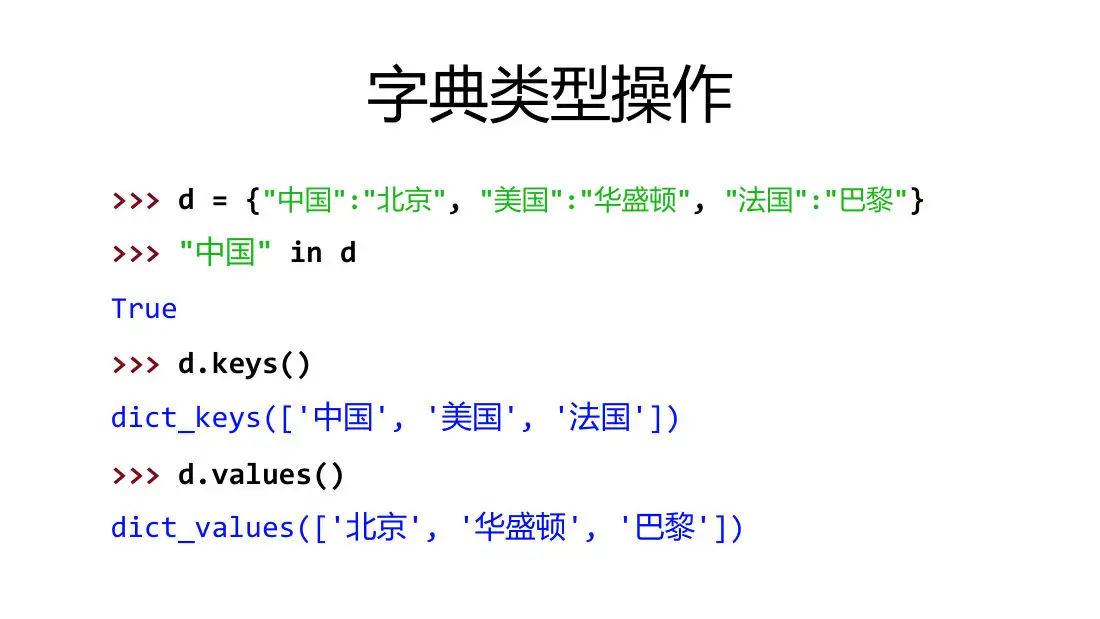 字典类型操作
>>> d = {"中国":"北京", "美国":"华盛顿", "法国":"巴黎"}
>>> "中国" in d
True
>>> d.keys()
dict_keys(['中国', '美国', '法国'])
>>> d.values()
dict_values(['北京', '华盛顿', '巴黎'])